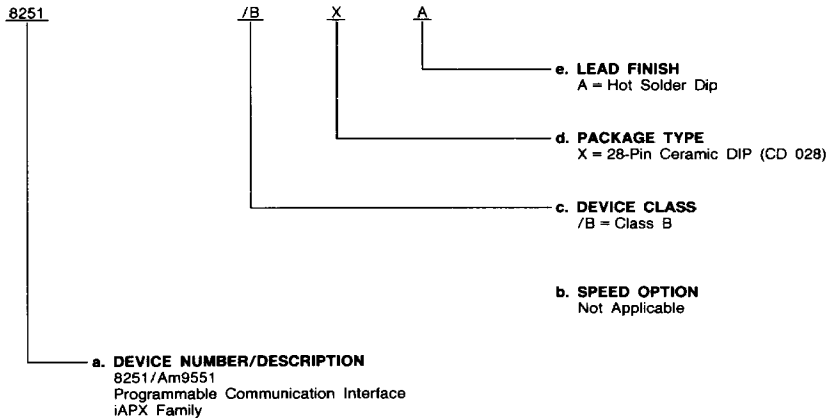 8251 /B X A
e. LEAD FINISH
A = Hot Solder Dip
d. PACKAGE TYPE
X = 28-Pin Ceramic DIP (CD 028)
c. DEVICE CLASS
/B = Class B
b. SPEED OPTION
Not Applicable
a. DEVICE NUMBER/DESCRIPTION
8251/Am9551
Programmable Communication Interface
iAPX Family